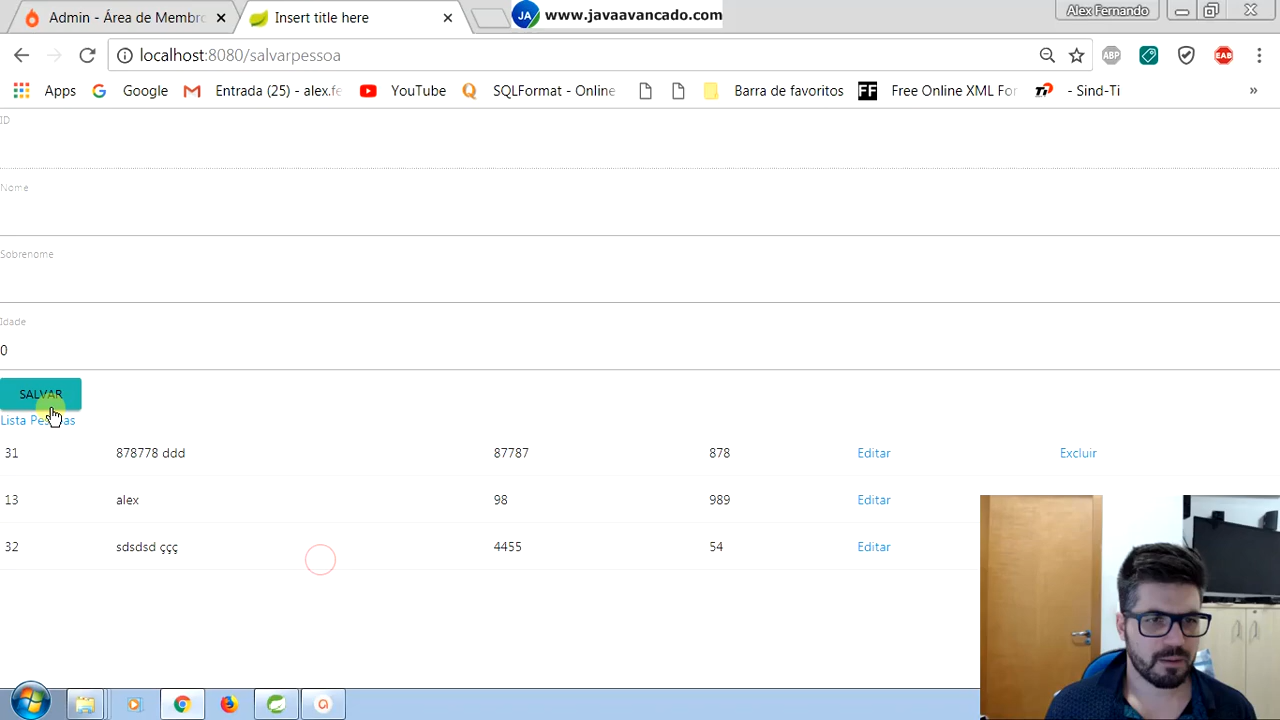 Admin - Área de Membro
Insert title here
www.javaavancado.com
Alex Fernando
localhost:8080/salvarpessoa
ABP
EAB
Apps
Google
Entrada (25) - alex.fe
YouTube
SQLFormat - Online
Barra de favoritos
FF
Free Online XML For
- Sind-Ti
»
ID
Nome
Sobrenome
Idade
0
SALVAR
Lista Pessoas
31 878778 ddd 87787 878 Editar Excluir
13 alex 98 989 Editar
32 sdsdsd ççç 4455 54 Editar